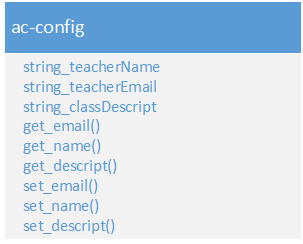 ac-config
string_teacherName
string_teacherEmail
string_classDescript
get_email()
get_name()
get_descript()
set_email()
set_name()
set_descript()